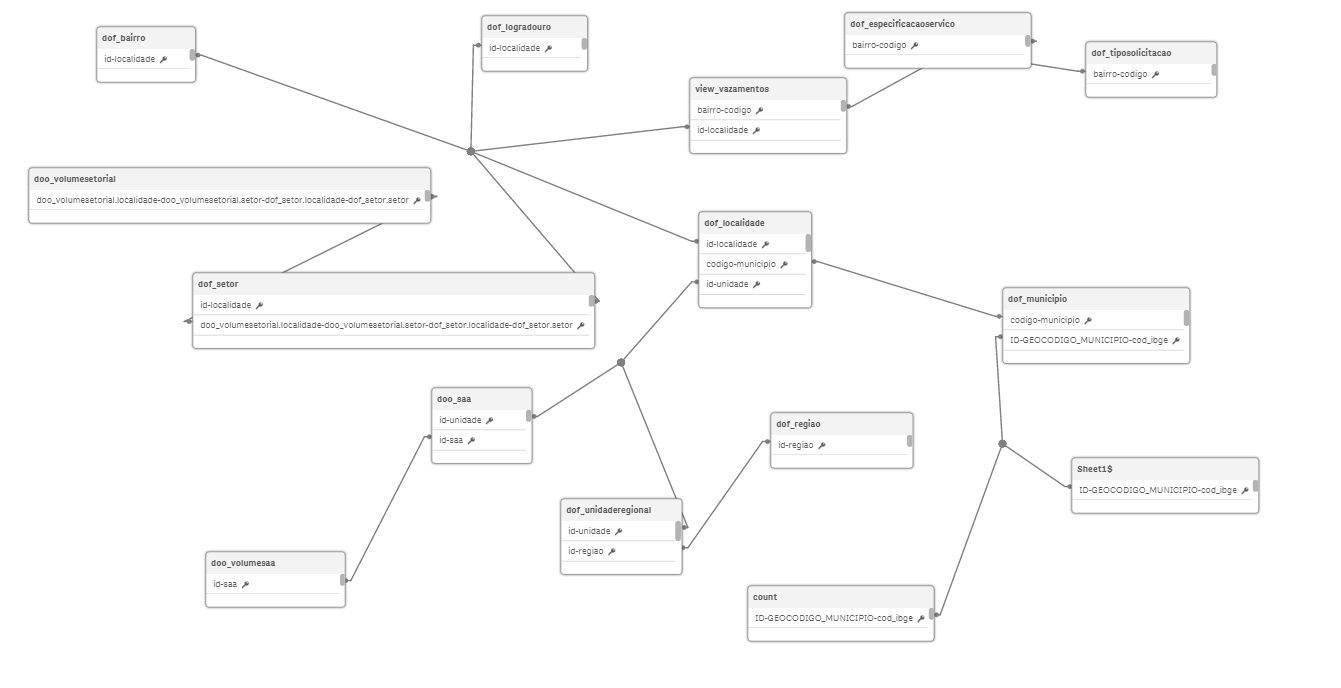 dof_bairro
id-localidade
dof_logradouro
id-localidade
dof_especificacaoservico
bairro-codigo
dof_tiposolicitacao
bairro-codigo
view_vazamentos
bairro-codigo
id-localidade
doo_volumesetorial
doo_volumesetorial.localidade-doo_volumesetorial.setor-dof_setor.localidade-dof_setor.setor
dof_localidade
id-localidade
codigo-municipio
id-unidade
dof_setor
id-localidade
doo_volumesetorial.localidade-doo_volumesetorial.setor-dof_setor.localidade-dof_setor.setor
dof_municipio
codigo-municipio
ID-GEOCODIGO_MUNICIPIO-cod_ibge
doo_saa
id-unidade
id-saa
dof_regiao
id-regiao
Sheet1$
ID-GEOCODIGO_MUNICIPIO-cod_ibge
dof_unidaderegional
id-unidade
id-regiao
doo_volumesaa
id-saa
count
ID-GEOCODIGO_MUNICIPIO-cod_ibge